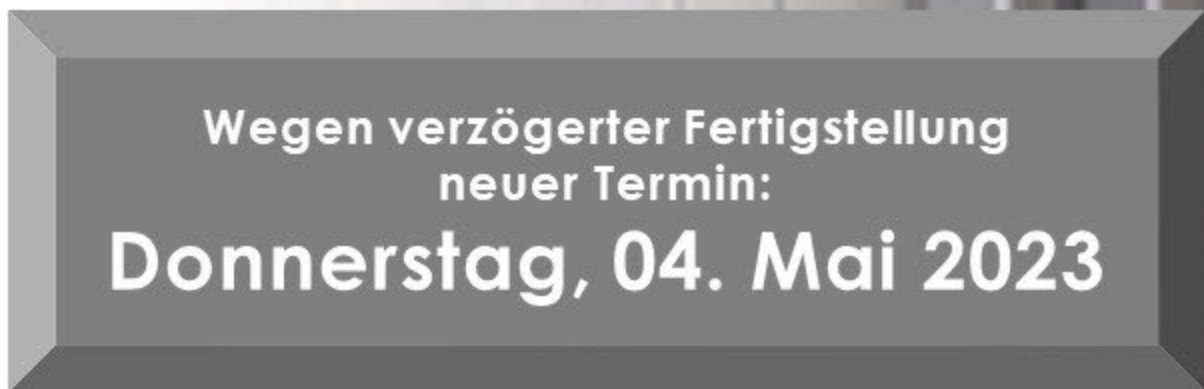 Wegen verzögerter Fertigstellung
neuer Termin:
Donnerstag, 04. Mai 2023